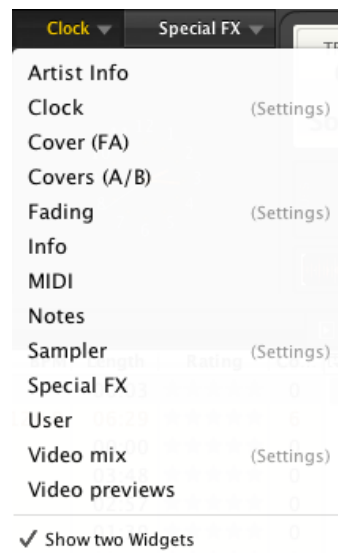 Clock Special FX
Artist Info
Clock (Settings)
Cover (FA)
Covers (A/B)
Fading (Settings)
Info
MIDI
Notes
Sampler (Settings)
Special FX
User
Video mix (Settings)
Video previews
✓ Show two Widgets